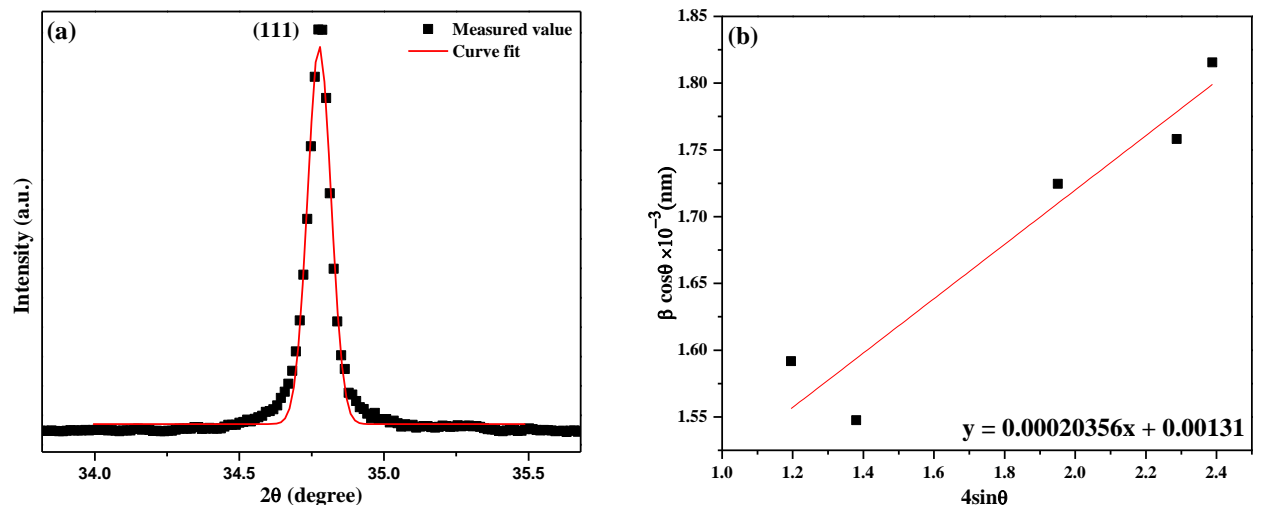 (a)
(111)
Measured value
Curve fit
Intensity (a.u.)
34.0
34.5
35.0
35.5
2θ (degree)
(b)
1.85
1.80
1.75
1.70
1.65
1.60
1.55
β cosθ ×10⁻³(nm)
y = 0.00020356x + 0.00131
1.0
1.2
1.4
1.6
1.8
2.0
2.2
2.4
4sinθ